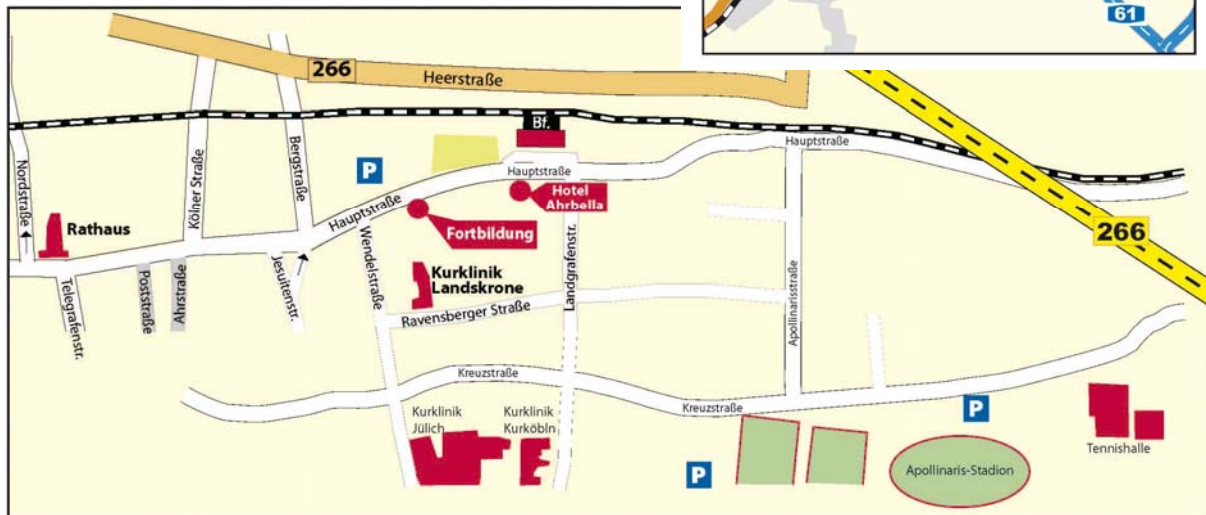 61
266
Heerstraße
Bf.
Hauptstraße
Nordstraße
Kölner Straße
Bergstraße
P
Hauptstraße
Hotel
Ahrbella
Rathaus
Hauptstraße
Fortbildung
266
Wendelstraße
Kurklinik
Landskrone
Landgrafenstr.
Apollinarisstraße
Telegrafenstr.
Poststraße
Ahrstraße
Jesuitenstr.
Ravensberger Straße
Kreuzstraße
Kreuzstraße
P
Kurklinik
Jülich
Kurklinik
Kurköbln
Tennishalle
P
Apollinaris-Stadion